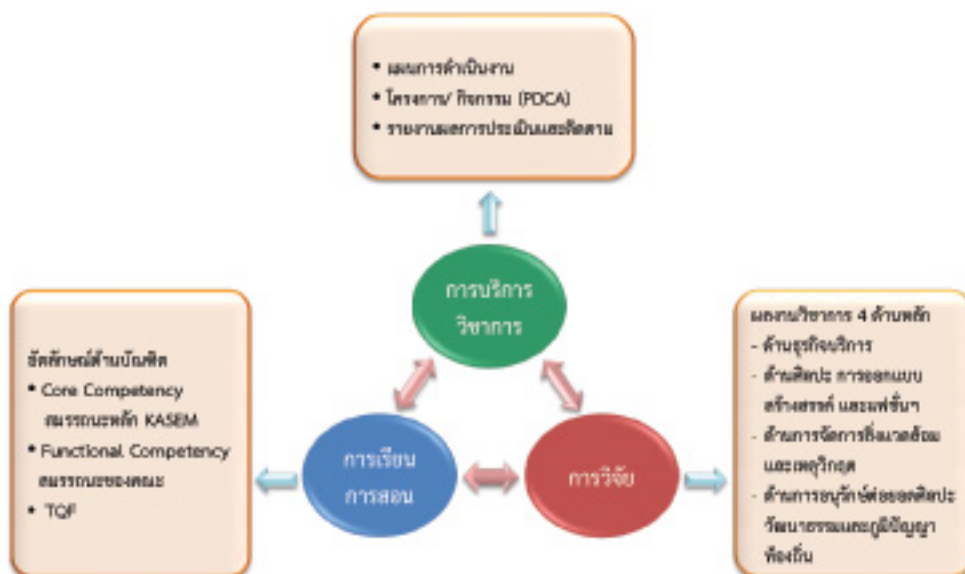 • แผนการดำเนินงาน
• โครงการ/ กิจกรรม (PDCA)
• รายงานผลการประเมินและติดตาม
การบริการ
วิชาการ
อัตลักษณ์ด้านบัณฑิต
• Core Competency
สมรรถนะหลัก KASEM
• Functional Competency
สมรรถนะของคณะ
• TQF
การเรียน
การสอน
การวิจัย
ผลงานวิชาการ 4 ด้านหลัก
- ด้านธุรกิจบริการ
- ด้านศิลปะ การออกแบบ
สร้างสรรค์ และแฟชั่นฯ
- ด้านการจัดการสิ่งแวดล้อม
และเหตุวิกฤต
- ด้านการอนุรักษ์ต่อยอดศิลปะ
วัฒนาธรรมและภูมิปัญญา
ท้องถิ่น